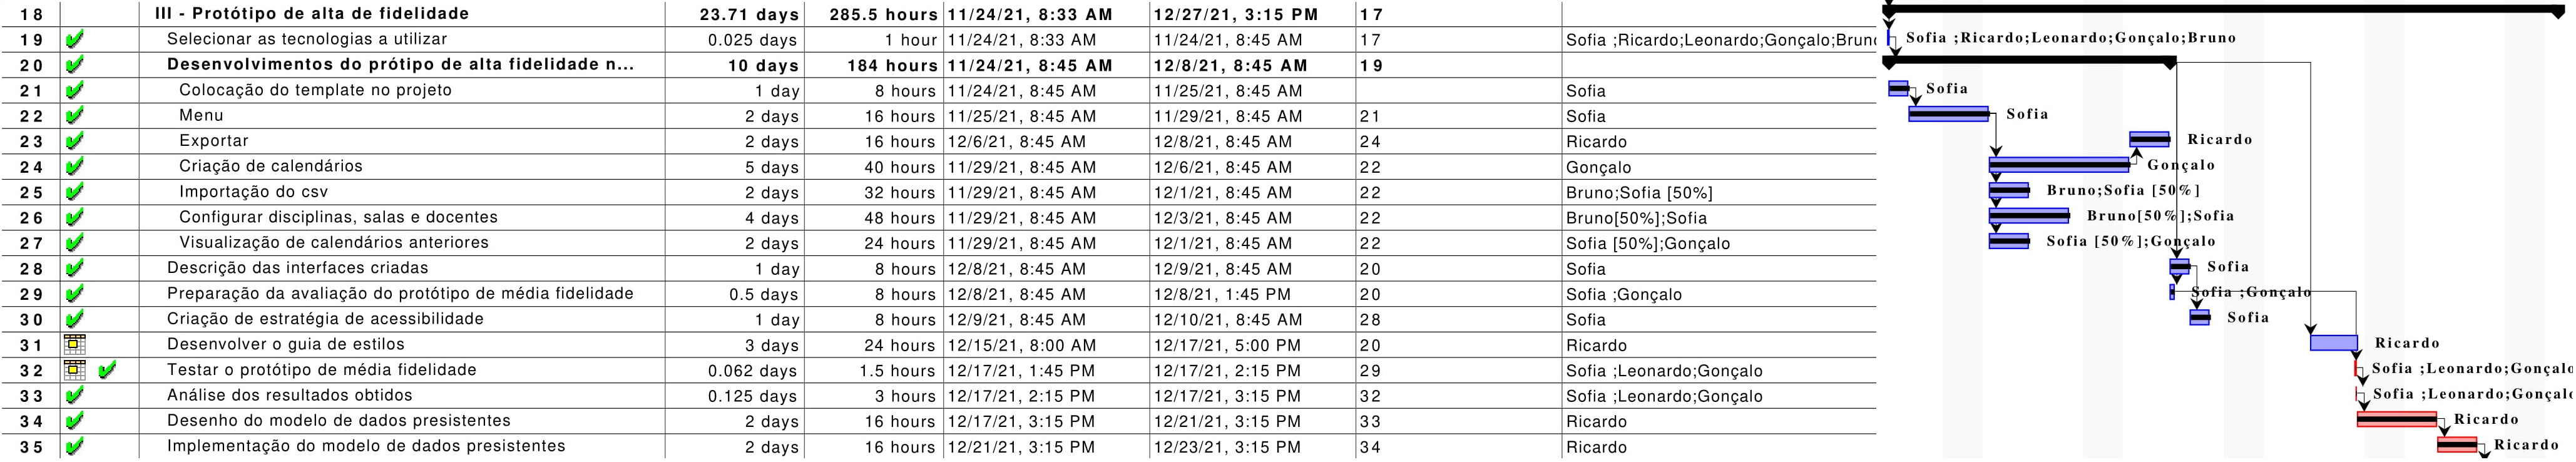 18 III - Protótipo de alta de fidelidade 23.71 days 285.5 hours 11/24/21, 8:33 AM 12/27/21, 3:15 PM 17
19 Selecionar as tecnologias a utilizar 0.025 days 1 hour 11/24/21, 8:33 AM 11/24/21, 8:45 AM 17 Sofia ;Ricardo;Leonardo;Gonçalo;Bruno Sofia ;Ricardo;Leonardo;Gonçalo;Bruno
20 Desenvolvimentos do prótipo de alta fidelidade n... 10 days 184 hours 11/24/21, 8:45 AM 12/8/21, 8:45 AM 19
21 Colocação do template no projeto 1 day 8 hours 11/24/21, 8:45 AM 11/25/21, 8:45 AM Sofia Sofia
22 Menu 2 days 16 hours 11/25/21, 8:45 AM 11/29/21, 8:45 AM 21 Sofia Sofia
23 Exportar 2 days 16 hours 12/6/21, 8:45 AM 12/8/21, 8:45 AM 24 Ricardo Ricardo
24 Criação de calendários 5 days 40 hours 11/29/21, 8:45 AM 12/6/21, 8:45 AM 22 Gonçalo Gonçalo
25 Importação do csv 2 days 32 hours 11/29/21, 8:45 AM 12/1/21, 8:45 AM 22 Bruno;Sofia [50%] Bruno;Sofia [50%]
26 Configurar disciplinas, salas e docentes 4 days 48 hours 11/29/21, 8:45 AM 12/3/21, 8:45 AM 22 Bruno[50%];Sofia Bruno[50%];Sofia
27 Visualização de calendários anteriores 2 days 24 hours 11/29/21, 8:45 AM 12/1/21, 8:45 AM 22 Sofia [50%];Gonçalo Sofia [50%];Gonçalo
28 Descrição das interfaces criadas 1 day 8 hours 12/8/21, 8:45 AM 12/9/21, 8:45 AM 20 Sofia Sofia
29 Preparação da avaliação do protótipo de média fidelidade 0.5 days 8 hours 12/8/21, 8:45 AM 12/8/21, 1:45 PM 20 Sofia ;Gonçalo Sofia ;Gonçalo
30 Criação de estratégia de acessibilidade 1 day 8 hours 12/9/21, 8:45 AM 12/10/21, 8:45 AM 28 Sofia Sofia
31 Desenvolver o guia de estilos 3 days 24 hours 12/15/21, 8:00 AM 12/17/21, 5:00 PM 20 Ricardo Ricardo
32 Testar o protótipo de média fidelidade 0.062 days 1.5 hours 12/17/21, 1:45 PM 12/17/21, 2:15 PM 29 Sofia ;Leonardo;Gonçalo Sofia ;Leonardo;Gonçalo
33 Análise dos resultados obtidos 0.125 days 3 hours 12/17/21, 2:15 PM 12/17/21, 3:15 PM 32 Sofia ;Leonardo;Gonçalo Sofia ;Leonardo;Gonçalo
34 Desenho do modelo de dados presistentes 2 days 16 hours 12/17/21, 3:15 PM 12/21/21, 3:15 PM 33 Ricardo Ricardo
35 Implementação do modelo de dados presistentes 2 days 16 hours 12/21/21, 3:15 PM 12/23/21, 3:15 PM 34 Ricardo Ricardo